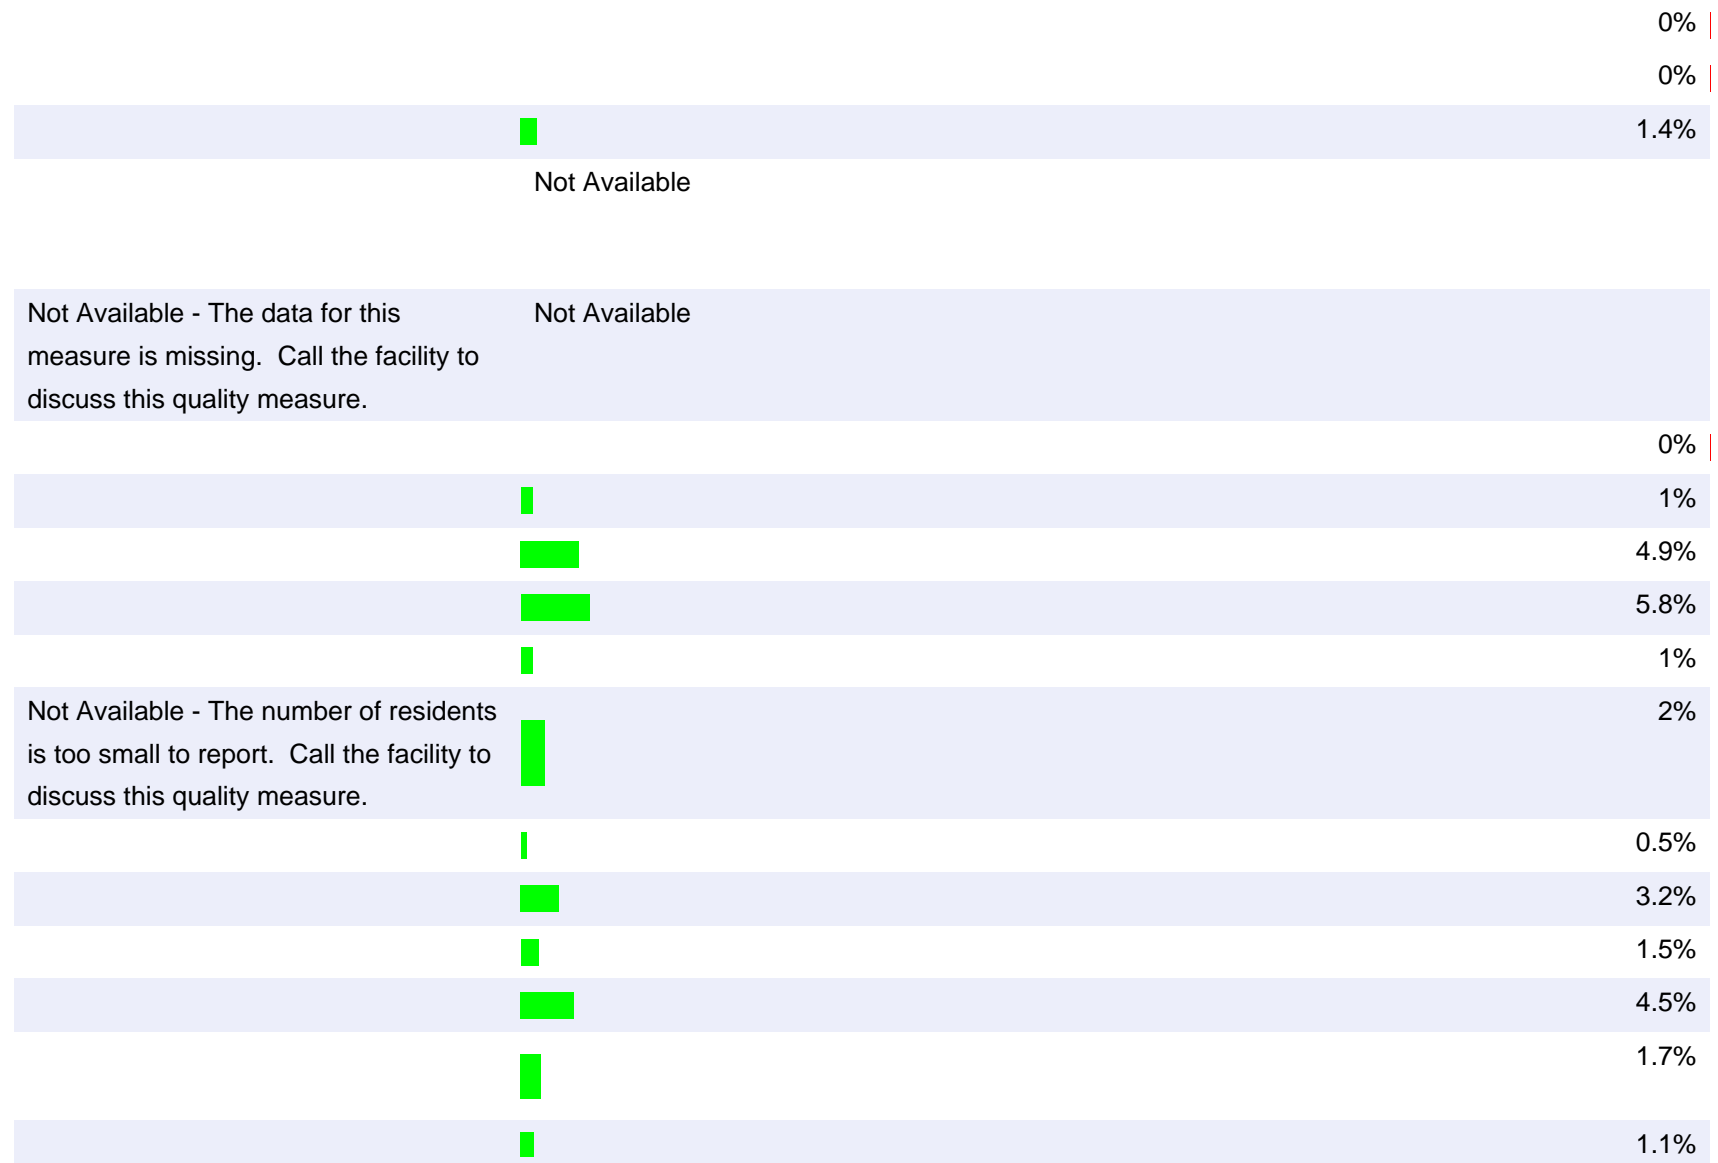 0%
0%
1.4%
Not Available
Not Available - The data for this
measure is missing.  Call the facility to
discuss this quality measure.
Not Available
0%
1%
4.9%
5.8%
1%
Not Available - The number of residents
is too small to report.  Call the facility to
discuss this quality measure.
2%
0.5%
3.2%
1.5%
4.5%
1.7%
1.1%